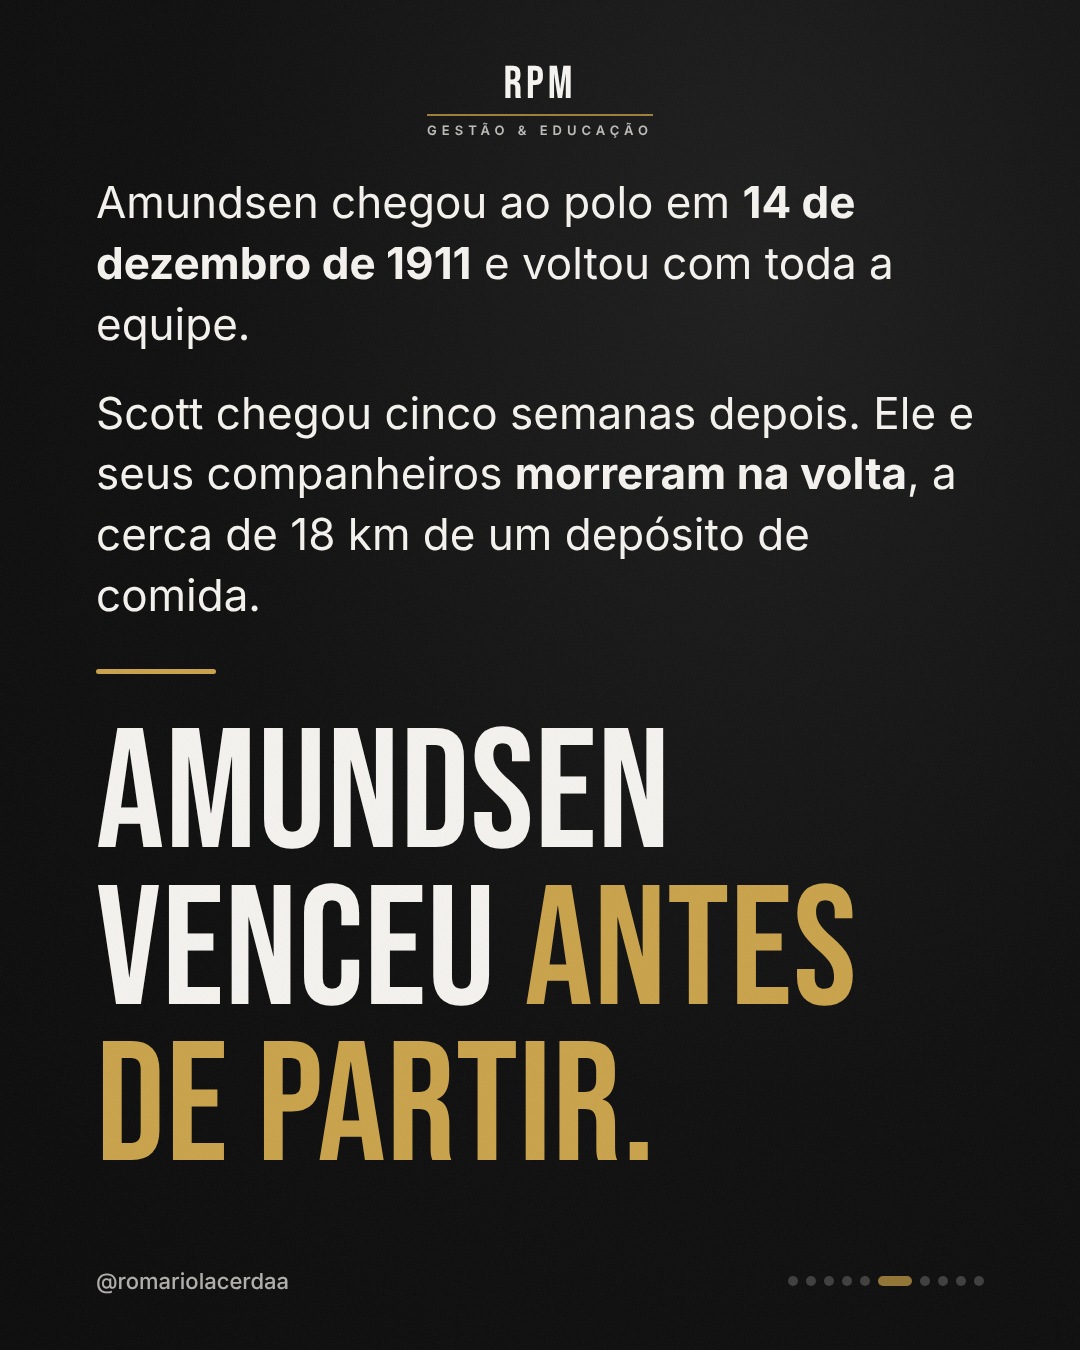 RPM
GESTÃO & EDUCAÇÃO
Amundsen chegou ao polo em 14 de
dezembro de 1911 e voltou com toda a
equipe.
Scott chegou cinco semanas depois. Ele e
seus companheiros morreram na volta, a
cerca de 18 km de um depósito de
comida.
AMUNDSEN
VENCEU ANTES
DE PARTIR.
@romariolacerdaa